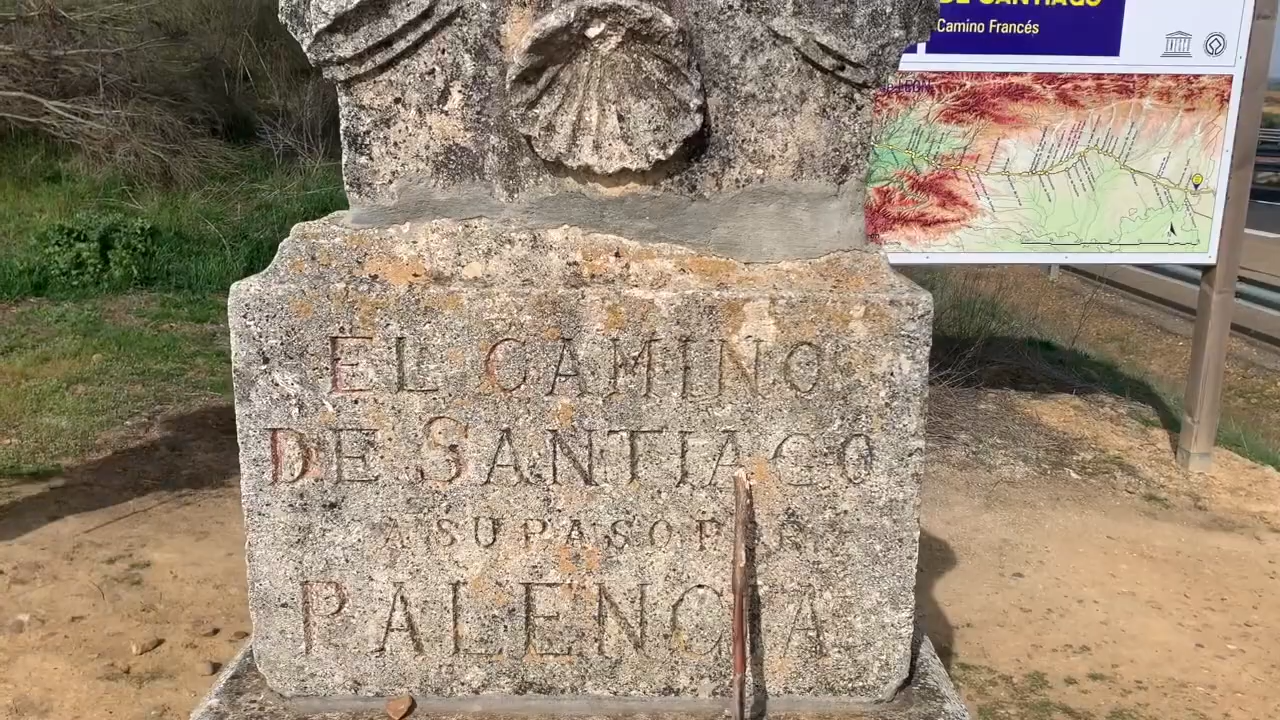 DE SANTIAGO
Camino Francés
EL CAMINO
DE SANTIAGO
A SU PASO POR
PALENCIA